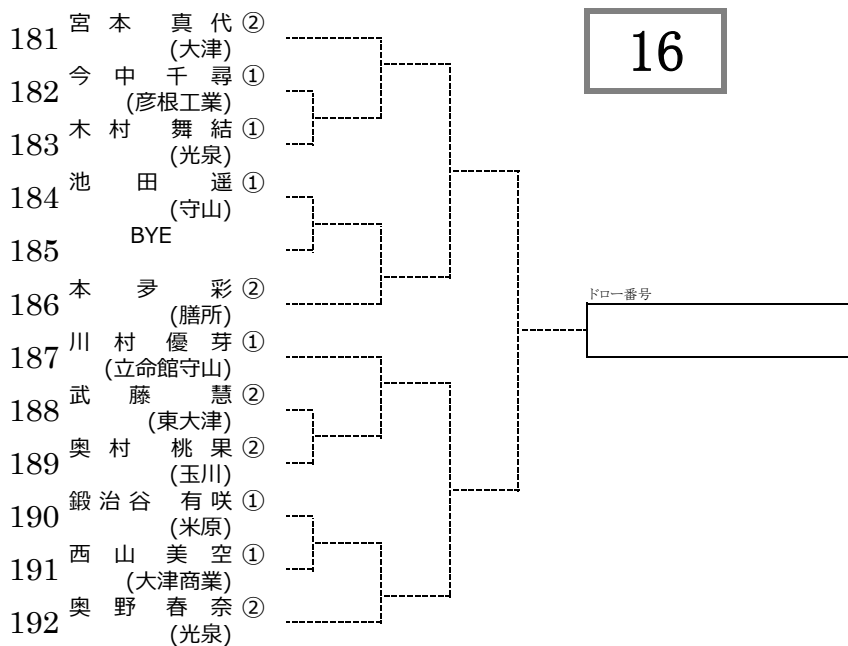 16
181 宮本 真代 ②
(大津)
182 今中 千尋 ①
(彦根工業)
183 木村 舞結 ①
(光泉)
184 池田 遥 ①
(守山)
185 BYE
186 本夛 彩 ②
(膳所)
ドロー番号
187 川村 優芽 ①
(立命館守山)
188 武藤 慧 ②
(東大津)
189 奥村 桃果 ②
(玉川)
190 鍛治谷 有咲 ①
(米原)
191 西山 美空 ①
(大津商業)
192 奥野 春奈 ②
(光泉)